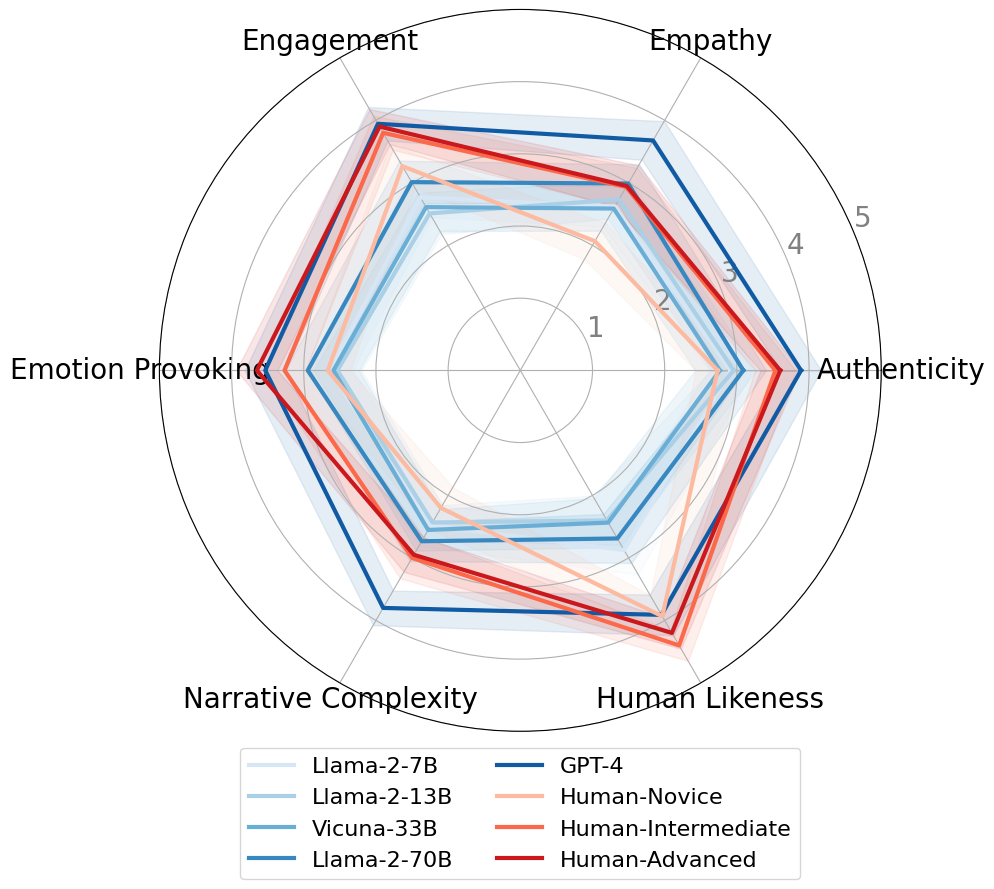 Engagement
Empathy
5
4
3
2
1
Emotion Provoking
Authenticity
Narrative Complexity
Human Likeness
Llama-2-7B
Llama-2-13B
Vicuna-33B
Llama-2-70B
GPT-4
Human-Novice
Human-Intermediate
Human-Advanced